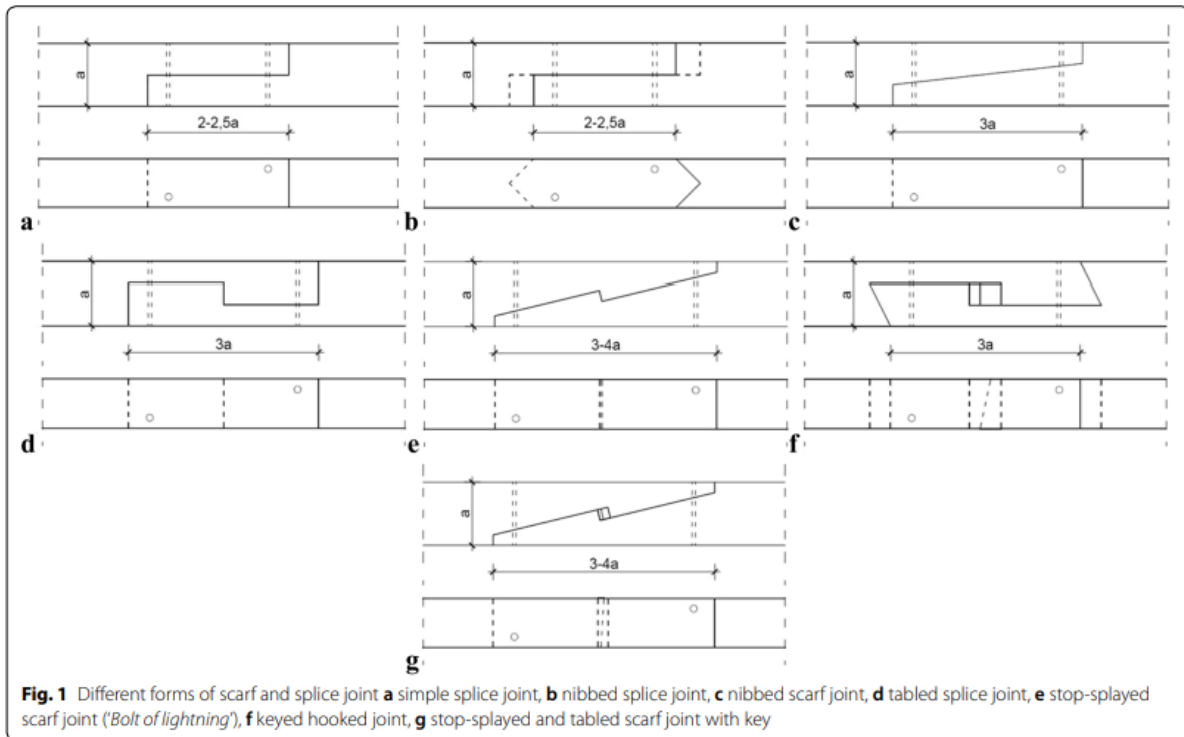 a
2-2,5a
a
a
2-2,5a
b
a
3a
c
a
3a
d
a
3-4a
e
a
3a
f
a
3-4a
g
Fig. 1 Different forms of scarf and splice joint a simple splice joint, b nibbed splice joint, c nibbed scarf joint, d tabled splice joint, e stop-splayed
scarf joint ('Bolt of lightning'), f keyed hooked joint, g stop-splayed and tabled scarf joint with key